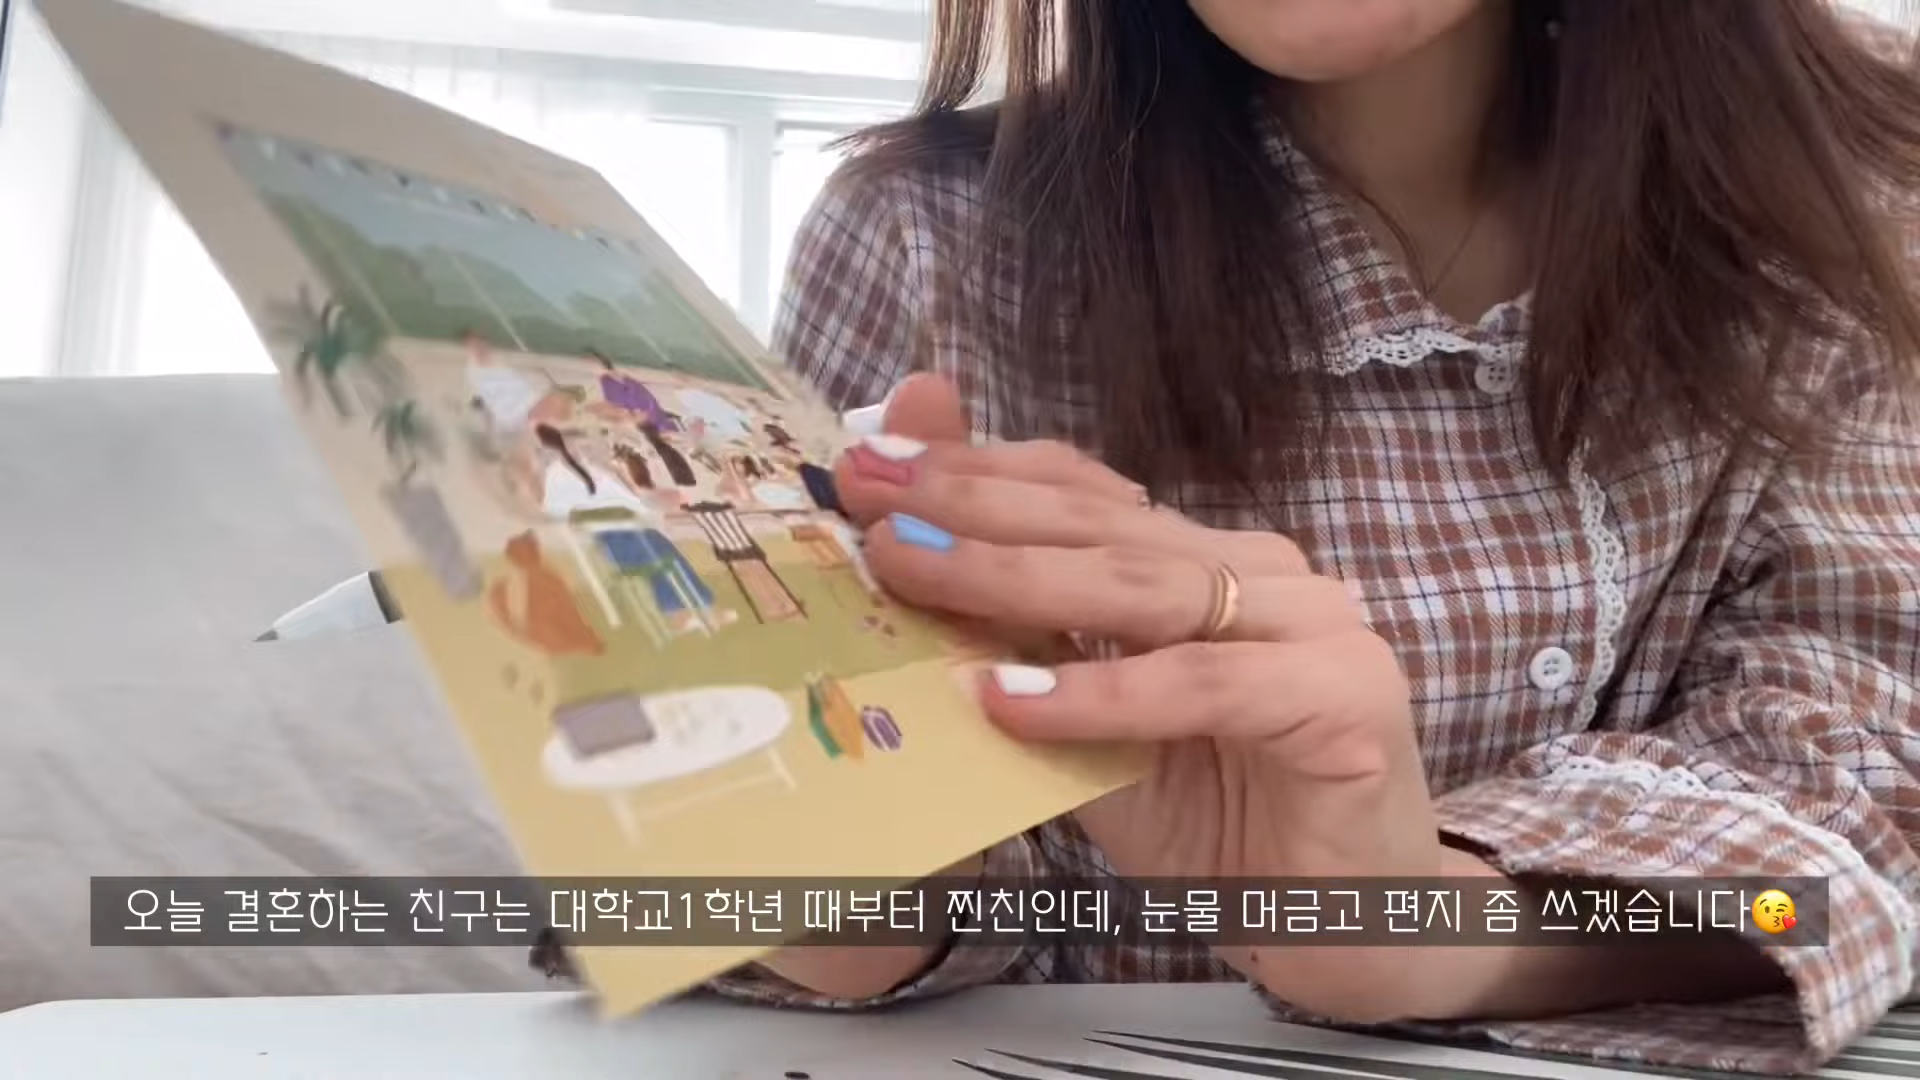 오늘 결혼하는 친구는 대학교1학년 때부터 찐친인데, 눈물 머금고 편지 좀 쓰겠습니다😘